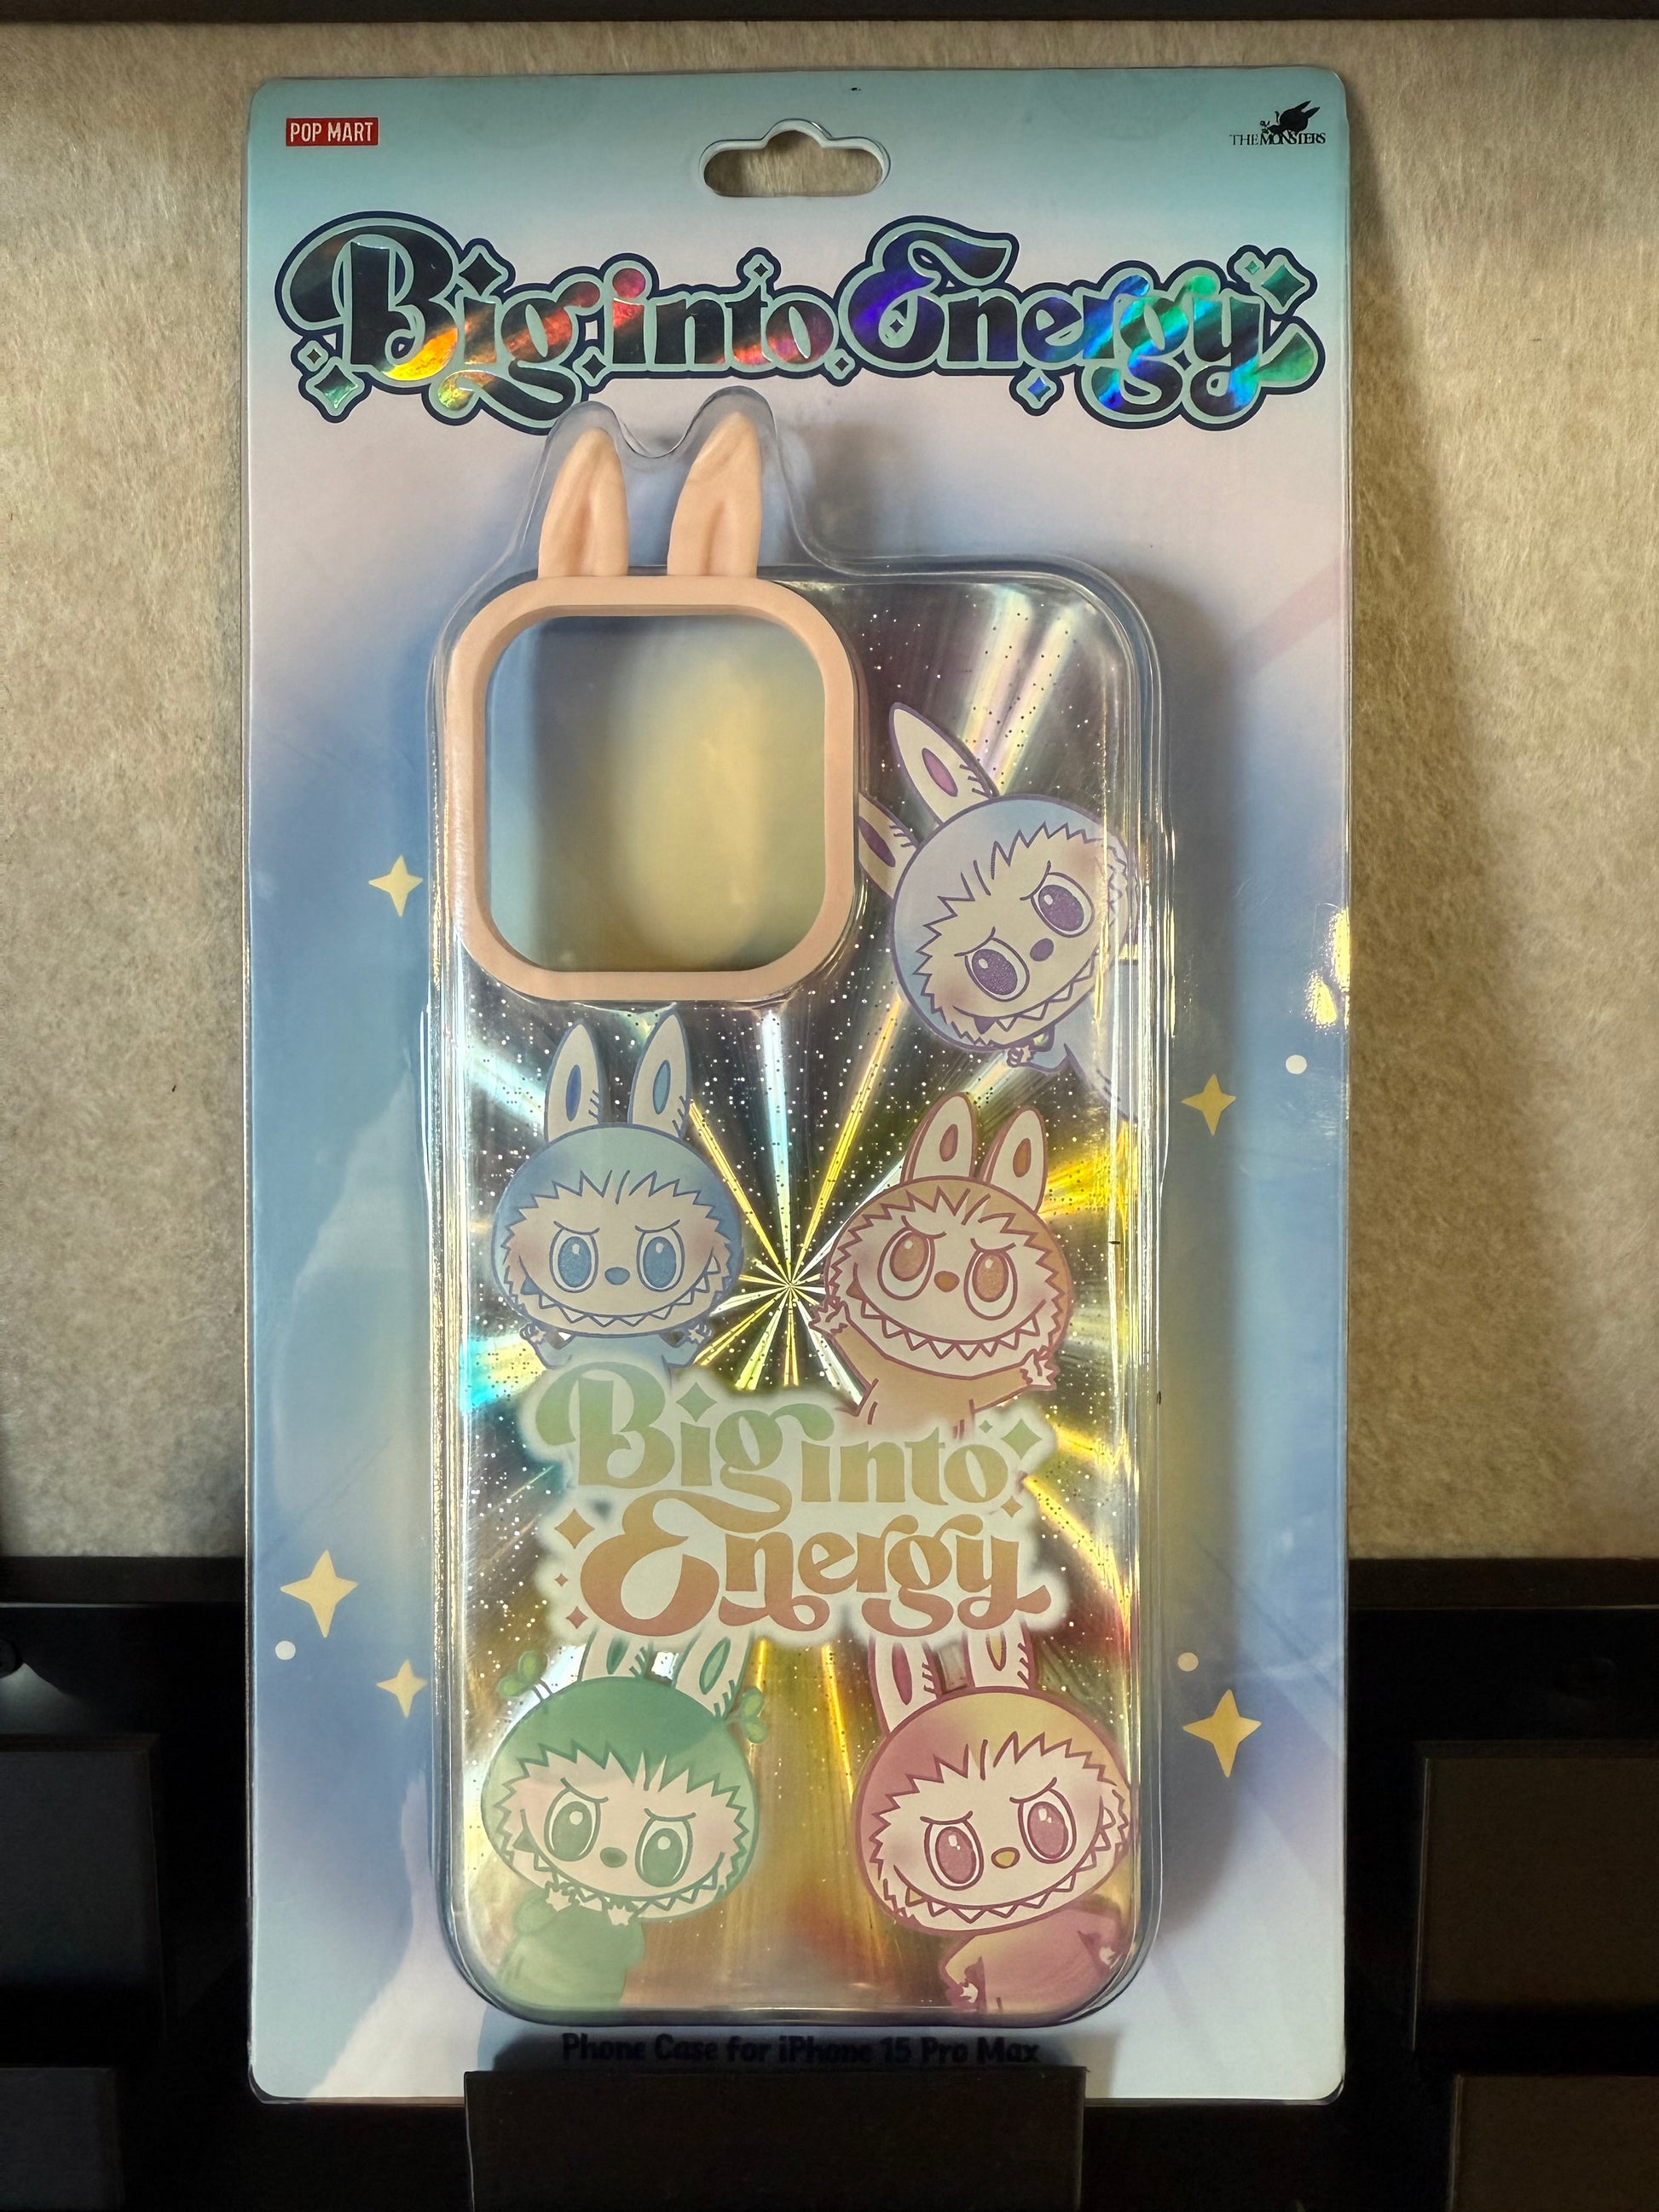 POP MART
THE MONSTERS
Big into Energy
Big into
Energy
Phone Case for iPhone 15 Pro Max